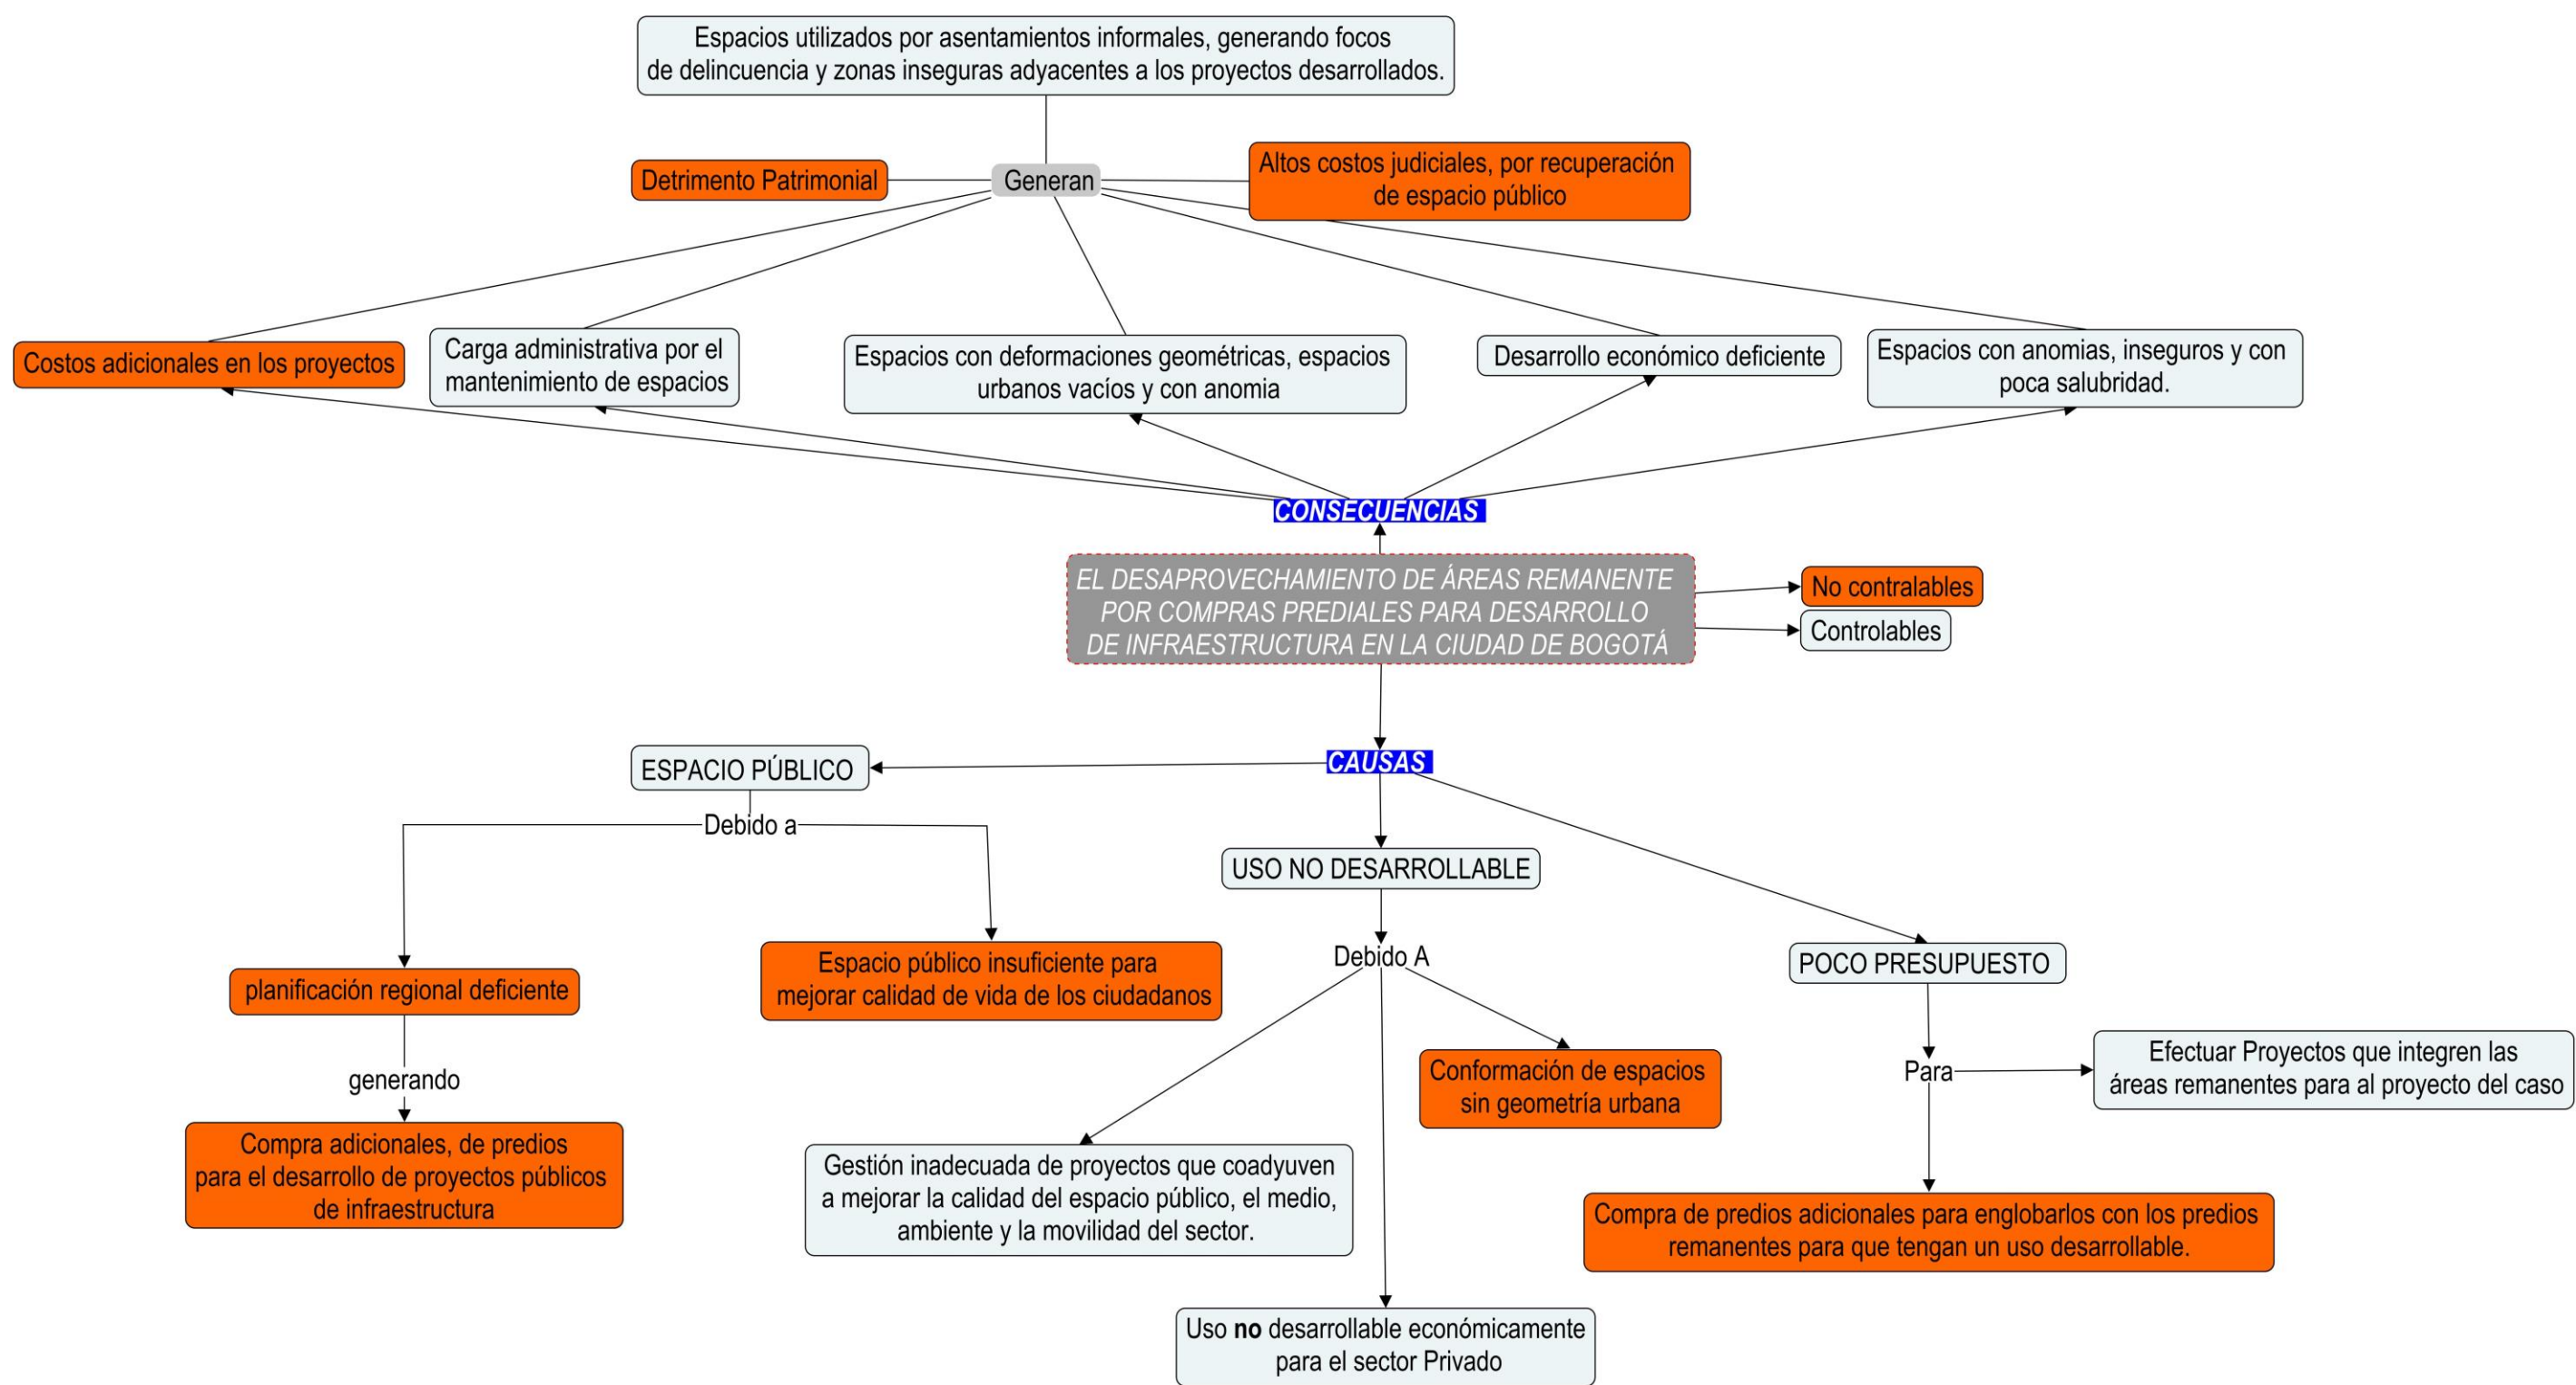 Espacios utilizados por asentamientos informales, generando focos
de delincuencia y zonas inseguras adyacentes a los proyectos desarrollados.
Detrimento Patrimonial
Generan
Altos costos judiciales, por recuperación
de espacio público
Costos adicionales en los proyectos
Carga administrativa por el
mantenimiento de espacios
Espacios con deformaciones geométricas, espacios
urbanos vacíos y con anomia
Desarrollo económico deficiente
Espacios con anomias, inseguros y con
poca salubridad.
CONSECUENCIAS
EL DESAPROVECHAMIENTO DE ÁREAS REMANENTE
POR COMPRAS PREDIALES PARA DESARROLLO
DE INFRAESTRUCTURA EN LA CIUDAD DE BOGOTÁ
No contralables
Controlables
CAUSAS
ESPACIO PÚBLICO
Debido a
planificación regional deficiente
generando
Compra adicionales, de predios
para el desarrollo de proyectos públicos
de infraestructura
Espacio público insuficiente para
mejorar calidad de vida de los ciudadanos
USO NO DESARROLLABLE
Debido A
Gestión inadecuada de proyectos que coadyuven
a mejorar la calidad del espacio público, el medio,
ambiente y la movilidad del sector.
Uso no desarrollable económicamente
para el sector Privado
Conformación de espacios
sin geometría urbana
POCO PRESUPUESTO
Para
Efectuar Proyectos que integren las
áreas remanentes para al proyecto del caso
Compra de predios adicionales para englobarlos con los predios
remanentes para que tengan un uso desarrollable.